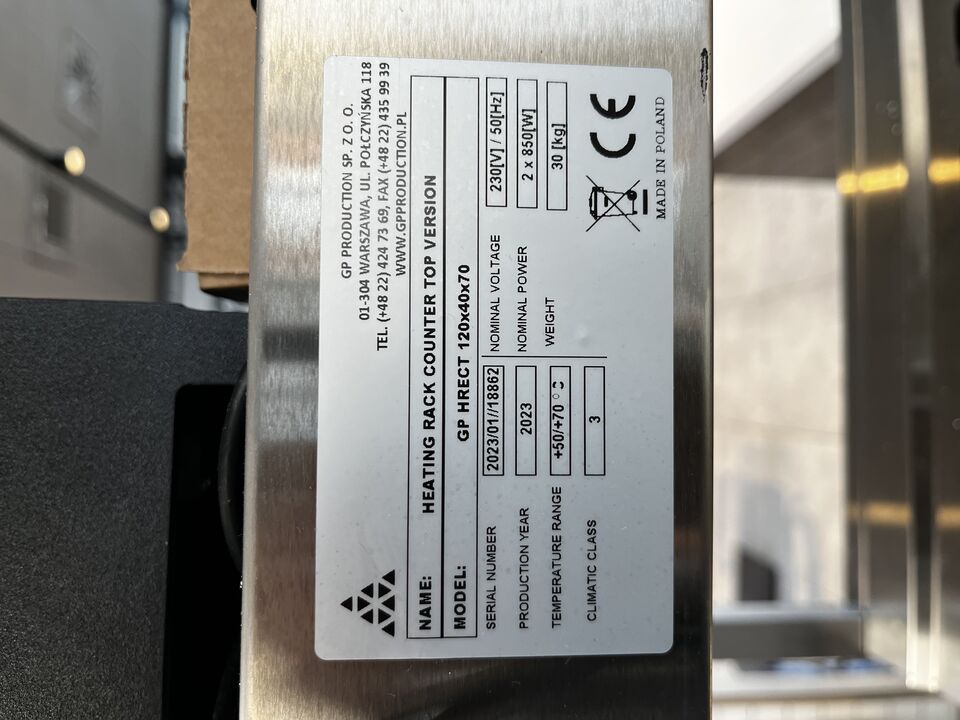 GP PRODUCTION SP. Z O. O.
01-304 WARSZAWA, UL. POŁCZYŃSKA 118
TEL. (+48 22) 424 73 69, FAX (+48 22) 435 99 39
WWW.GPPRODUCTION.PL
NAME: HEATING RACK COUNTER TOP VERSION
MODEL: GP HRECT 120x40x70
SERIAL NUMBER 2023/01//18862 NOMINAL VOLTAGE 230[V] / 50[Hz]
PRODUCTION YEAR 2023 NOMINAL POWER 2 x 850[W]
TEMPERATURE RANGE +50/+70 °C WEIGHT 30 [kg]
CLIMATIC CLASS 3
CE
MADE IN POLAND